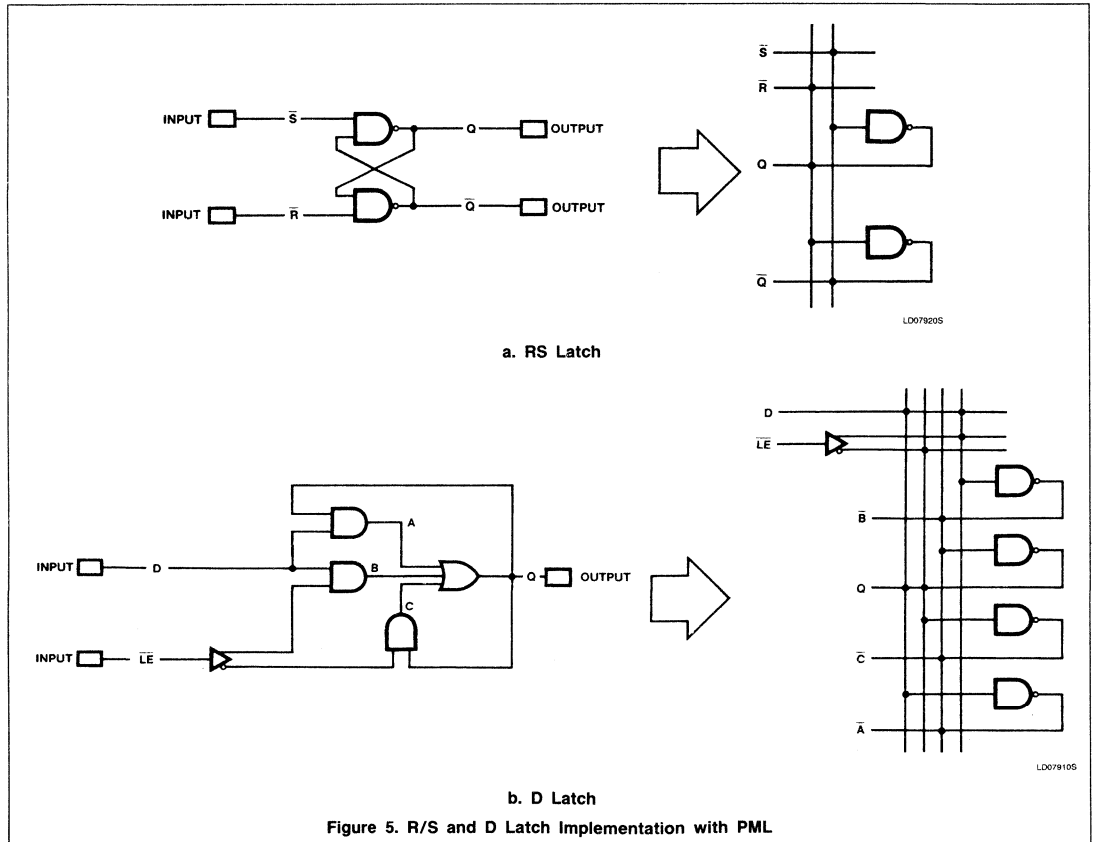 INPUT S̅ Q OUTPUT
INPUT R̅ Q̅ OUTPUT
S̅
R̅
Q
Q̅
LD07920S
a. RS Latch
INPUT D
A
B
C
Q OUTPUT
INPUT L̅E̅
D
L̅E̅
B̅
Q
C̅
A̅
LD07910S
b. D Latch
Figure 5. R/S and D Latch Implementation with PML